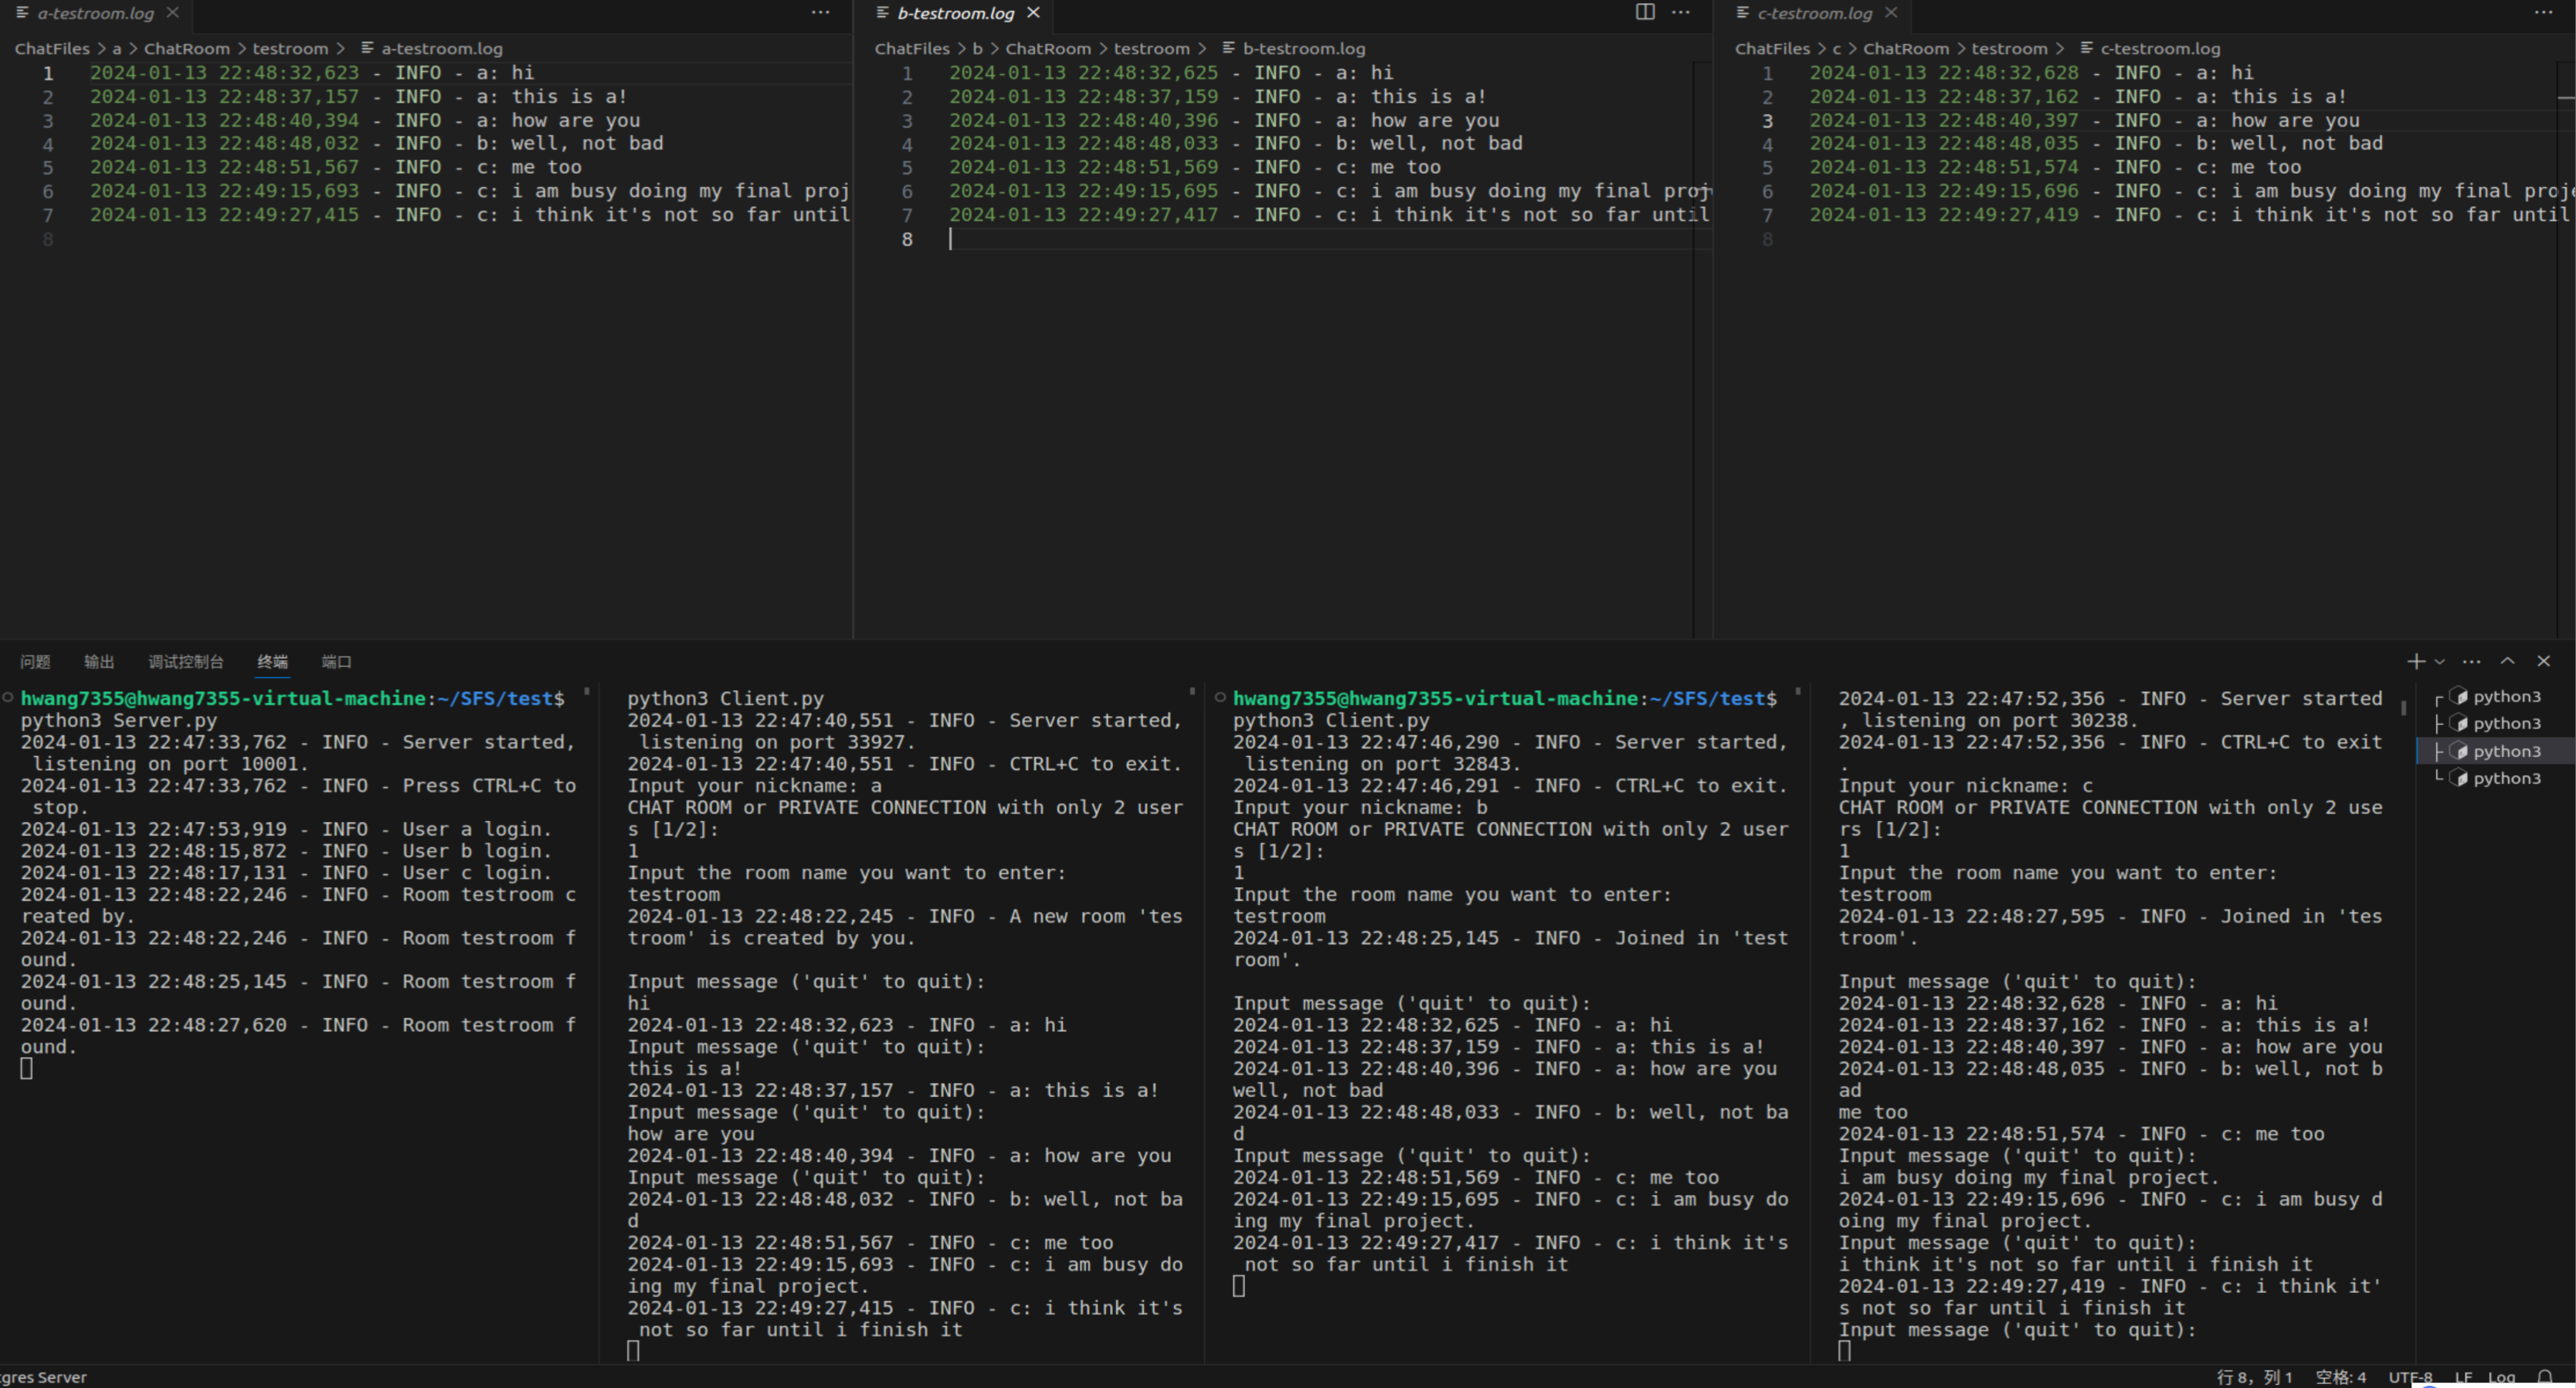 a-testroom.log
ChatFiles > a > ChatRoom > testroom > a-testroom.log
1 2024-01-13 22:48:32,623 - INFO - a: hi
2 2024-01-13 22:48:37,157 - INFO - a: this is a!
3 2024-01-13 22:48:40,394 - INFO - a: how are you
4 2024-01-13 22:48:48,032 - INFO - b: well, not bad
5 2024-01-13 22:48:51,567 - INFO - c: me too
6 2024-01-13 22:49:15,693 - INFO - c: i am busy doing my final proj
7 2024-01-13 22:49:27,415 - INFO - c: i think it's not so far until
8
b-testroom.log
ChatFiles > b > ChatRoom > testroom > b-testroom.log
1 2024-01-13 22:48:32,625 - INFO - a: hi
2 2024-01-13 22:48:37,159 - INFO - a: this is a!
3 2024-01-13 22:48:40,396 - INFO - a: how are you
4 2024-01-13 22:48:48,033 - INFO - b: well, not bad
5 2024-01-13 22:48:51,569 - INFO - c: me too
6 2024-01-13 22:49:15,695 - INFO - c: i am busy doing my final proj
7 2024-01-13 22:49:27,417 - INFO - c: i think it's not so far until
8
c-testroom.log
ChatFiles > c > ChatRoom > testroom > c-testroom.log
1 2024-01-13 22:48:32,628 - INFO - a: hi
2 2024-01-13 22:48:37,162 - INFO - a: this is a!
3 2024-01-13 22:48:40,397 - INFO - a: how are you
4 2024-01-13 22:48:48,035 - INFO - b: well, not bad
5 2024-01-13 22:48:51,574 - INFO - c: me too
6 2024-01-13 22:49:15,696 - INFO - c: i am busy doing my final proje
7 2024-01-13 22:49:27,419 - INFO - c: i think it's not so far until
8
问题 输出 调试控制台 终端 端口
hwang7355@hwang7355-virtual-machine:~/SFS/test$
python3 Server.py
2024-01-13 22:47:33,762 - INFO - Server started,
listening on port 10001.
2024-01-13 22:47:33,762 - INFO - Press CTRL+C to
stop.
2024-01-13 22:47:53,919 - INFO - User a login.
2024-01-13 22:48:15,872 - INFO - User b login.
2024-01-13 22:48:17,131 - INFO - User c login.
2024-01-13 22:48:22,246 - INFO - Room testroom c
reated by.
2024-01-13 22:48:22,246 - INFO - Room testroom f
ound.
2024-01-13 22:48:25,145 - INFO - Room testroom f
ound.
2024-01-13 22:48:27,620 - INFO - Room testroom f
ound.
python3 Client.py
2024-01-13 22:47:40,551 - INFO - Server started,
listening on port 33927.
2024-01-13 22:47:40,551 - INFO - CTRL+C to exit.
Input your nickname: a
CHAT ROOM or PRIVATE CONNECTION with only 2 user
s [1/2]:
1
Input the room name you want to enter:
testroom
2024-01-13 22:48:22,245 - INFO - A new room 'tes
troom' is created by you.
Input message ('quit' to quit):
hi
2024-01-13 22:48:32,623 - INFO - a: hi
Input message ('quit' to quit):
this is a!
2024-01-13 22:48:37,157 - INFO - a: this is a!
Input message ('quit' to quit):
how are you
2024-01-13 22:48:40,394 - INFO - a: how are you
Input message ('quit' to quit):
2024-01-13 22:48:48,032 - INFO - b: well, not ba
d
2024-01-13 22:48:51,567 - INFO - c: me too
2024-01-13 22:49:15,693 - INFO - c: i am busy do
ing my final project.
2024-01-13 22:49:27,415 - INFO - c: i think it's
not so far until i finish it
hwang7355@hwang7355-virtual-machine:~/SFS/test$
python3 Client.py
2024-01-13 22:47:46,290 - INFO - Server started,
listening on port 32843.
2024-01-13 22:47:46,291 - INFO - CTRL+C to exit.
Input your nickname: b
CHAT ROOM or PRIVATE CONNECTION with only 2 user
s [1/2]:
1
Input the room name you want to enter:
testroom
2024-01-13 22:48:25,145 - INFO - Joined in 'test
room'.
Input message ('quit' to quit):
2024-01-13 22:48:32,625 - INFO - a: hi
2024-01-13 22:48:37,159 - INFO - a: this is a!
2024-01-13 22:48:40,396 - INFO - a: how are you
well, not bad
2024-01-13 22:48:48,033 - INFO - b: well, not ba
d
Input message ('quit' to quit):
2024-01-13 22:48:51,569 - INFO - c: me too
2024-01-13 22:49:15,695 - INFO - c: i am busy do
ing my final project.
2024-01-13 22:49:27,417 - INFO - c: i think it's
not so far until i finish it
2024-01-13 22:47:52,356 - INFO - Server started
, listening on port 30238.
2024-01-13 22:47:52,356 - INFO - CTRL+C to exit
.
Input your nickname: c
CHAT ROOM or PRIVATE CONNECTION with only 2 use
rs [1/2]:
1
Input the room name you want to enter:
testroom
2024-01-13 22:48:27,595 - INFO - Joined in 'tes
troom'.
Input message ('quit' to quit):
2024-01-13 22:48:32,628 - INFO - a: hi
2024-01-13 22:48:37,162 - INFO - a: this is a!
2024-01-13 22:48:40,397 - INFO - a: how are you
2024-01-13 22:48:48,035 - INFO - b: well, not b
ad
me too
2024-01-13 22:48:51,574 - INFO - c: me too
Input message ('quit' to quit):
i am busy doing my final project.
2024-01-13 22:49:15,696 - INFO - c: i am busy d
oing my final project.
Input message ('quit' to quit):
i think it's not so far until i finish it
2024-01-13 22:49:27,419 - INFO - c: i think it'
s not so far until i finish it
Input message ('quit' to quit):
python3
python3
python3
python3
gres Server
行 8，列 1 空格: 4 UTF-8 LF Log